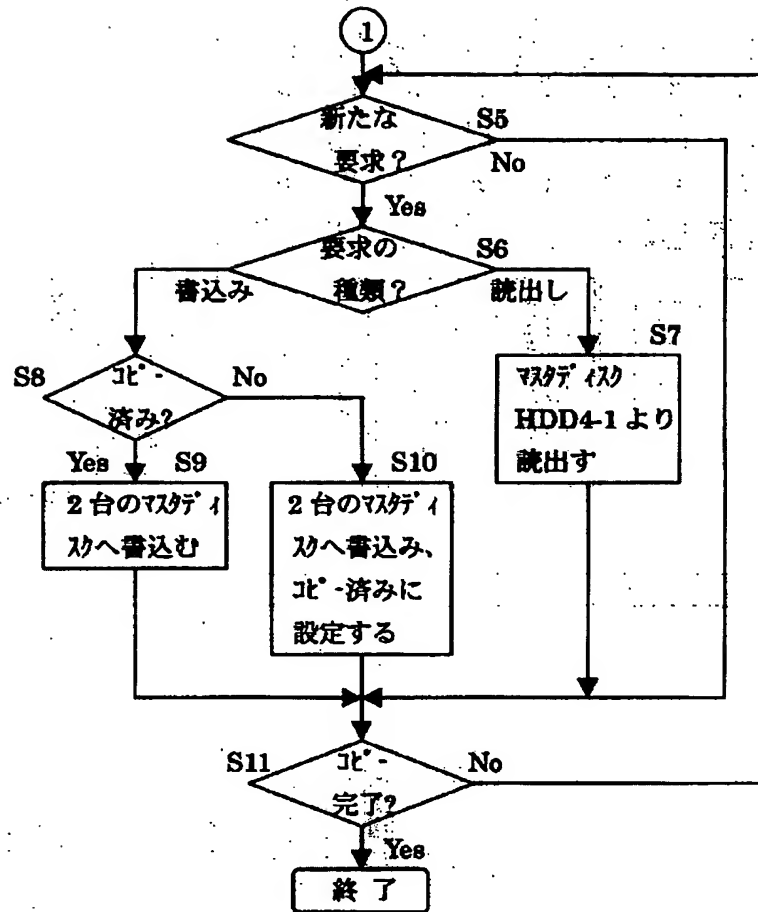 1
新たな
要求？
S5
No
Yes
要求の
種類？
S6
書込み
読出し
S7
マスタディスク
HDD4-1より
読出す
S8
コピー
済み?
No
Yes
S9
2台のマスタディ
スクへ書込む
S10
2台のマスタディ
スクへ書込み、
コピー済みに
設定する
S11
コピー
完了?
No
Yes
終 了